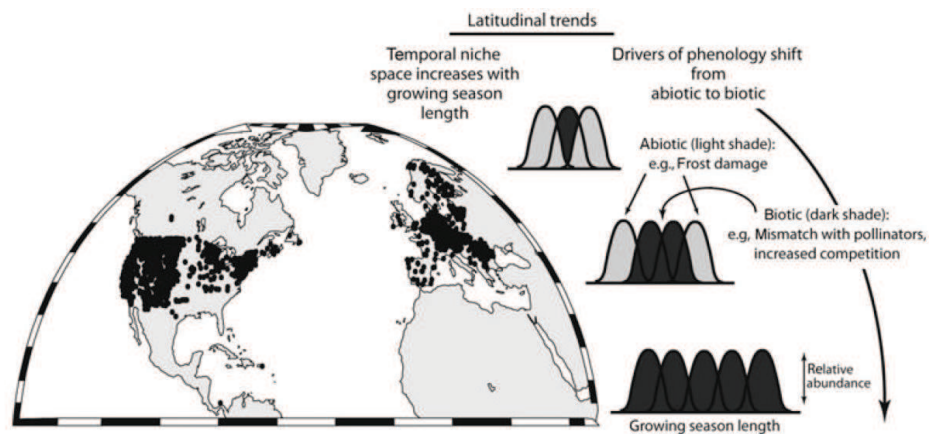 Latitudinal trends
Temporal niche
space increases with
growing season
length
Drivers of phenology shift
from
abiotic to biotic
Abiotic (light shade):
e.g., Frost damage
Biotic (dark shade):
e.g, Mismatch with pollinators,
increased competition
Relative
abundance
Growing season length